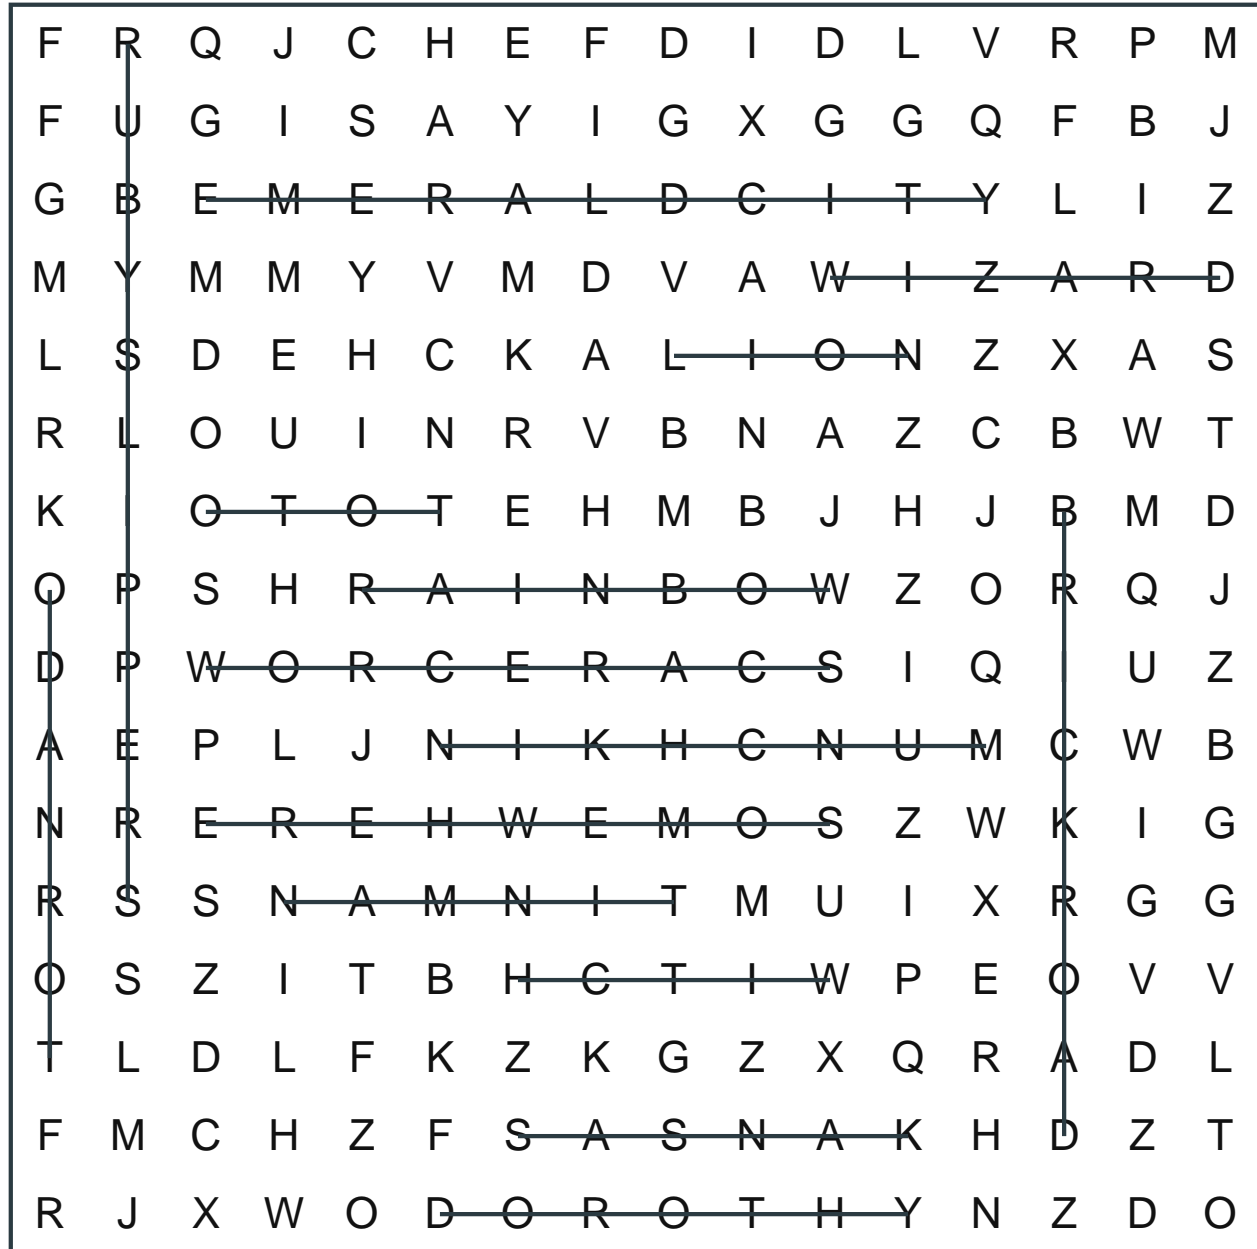 F R Q J C H E F D I D L V R P M
F U G I S A Y I G X G G Q F B J
G B E M E R A L D C I T Y L I Z
M Y M M Y V M D V A W I Z A R D
L S D E H C K A L I O N Z X A S
R L O U I N R V B N A Z C B W T
K I O T O T E H M B J H J B M D
O P S H R A I N B O W Z O R Q J
D P W O R C E R A C S I Q I U Z
A E P L J N I K H C N U M C W B
N R E R E H W E M O S Z W K I G
R S S N A M N I T M U I X R G G
O S Z I T B H C T I W P E O V V
T L D L F K Z K G Z X Q R A D L
F M C H Z F S A S N A K H D Z T
R J X W O D O R O T H Y N Z D O